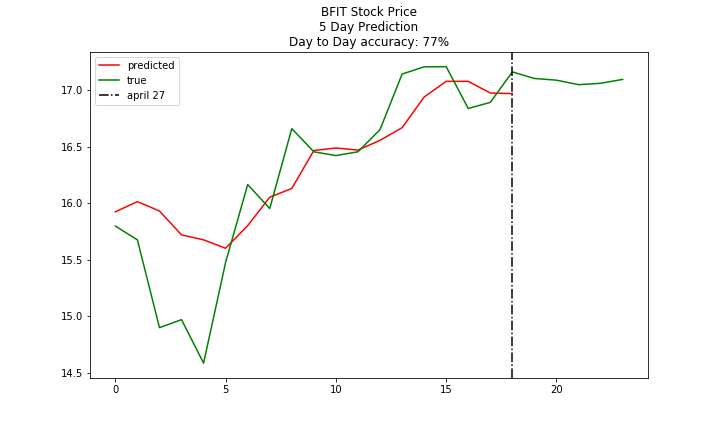 BFIT Stock Price
5 Day Prediction
Day to Day accuracy: 77%
predicted
true
april 27
17.0
16.5
16.0
15.5
15.0
14.5
0
5
10
15
20